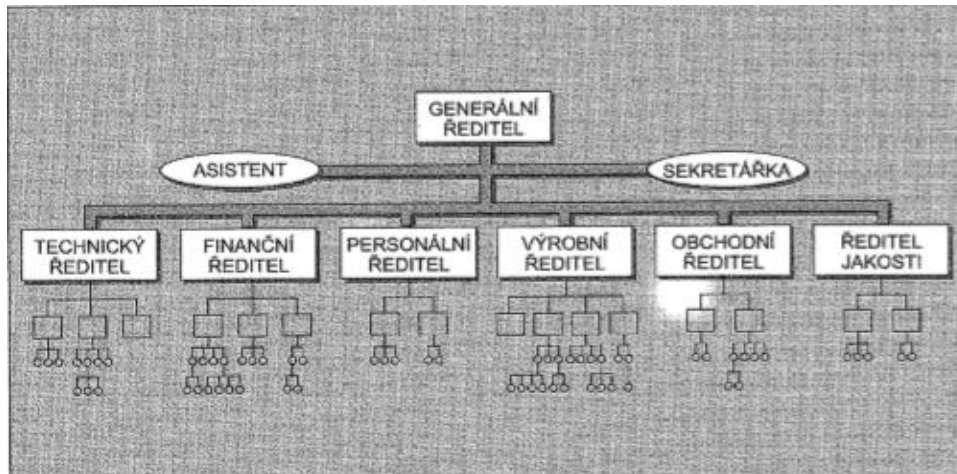 GENERÁLNÍ
ŘEDITEL
ASISTENT
SEKRETÁŘKA
TECHNICKÝ
ŘEDITEL
FINANČNÍ
ŘEDITEL
PERSONÁLNÍ
ŘEDITEL
VÝROBNÍ
ŘEDITEL
OBCHODNÍ
ŘEDITEL
ŘEDITEL
JAKOSTI